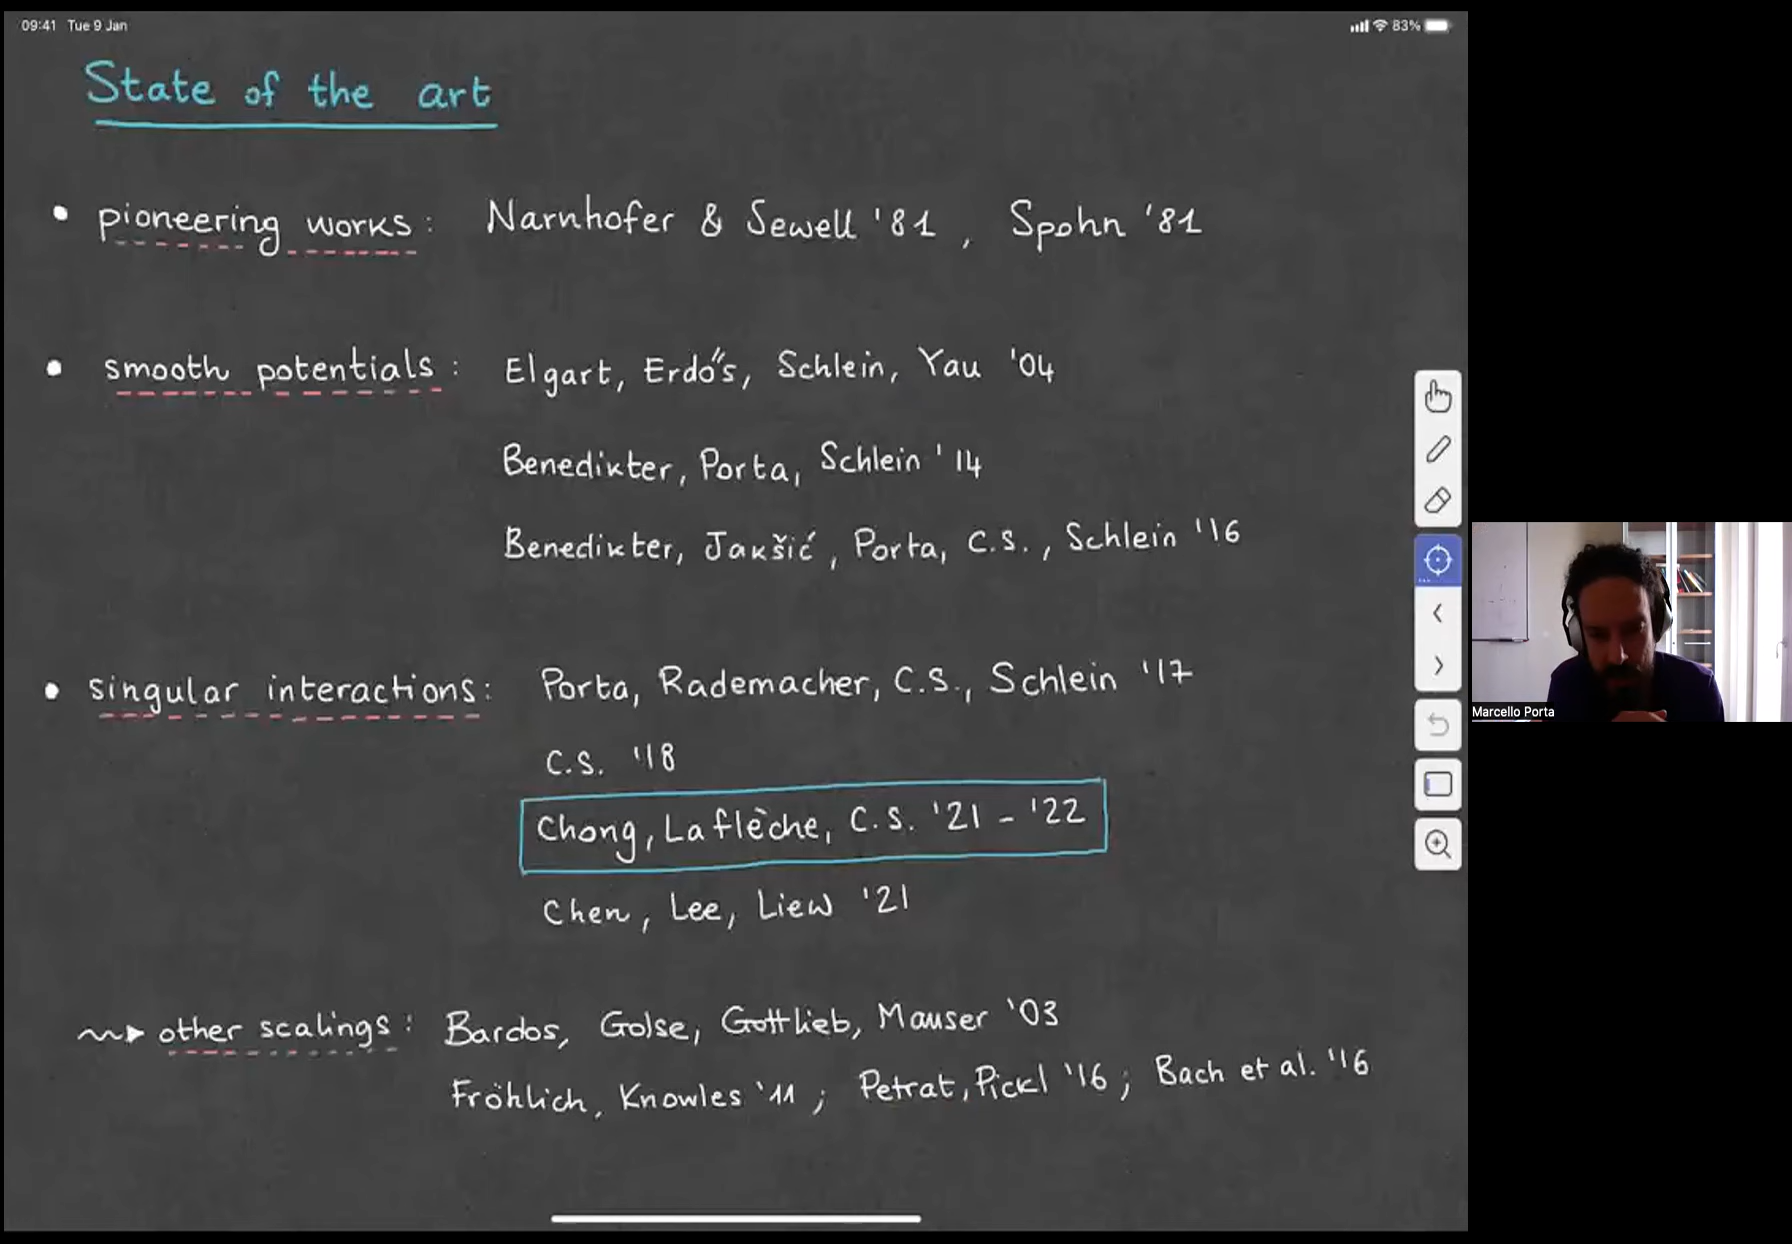 09:41 Tue 9 Jan
83%
State of the art
• pioneering works: Narnhofer & Sewell '81, Spohn '81
• smooth potentials: Elgart, Erdős, Schlein, Yau '04
Benedikter, Porta, Schlein '14
Benedikter, Jakšić, Porta, C.S., Schlein '16
• singular interactions: Porta, Rademacher, C.S., Schlein '17
C.S. '18
Chong, Laflèche, C.S. '21 - '22
Chen, Lee, Liew '21
other scalings: Bardos, Golse, Gottlieb, Mauser '03
Fröhlich, Knowles '11; Petrat, Pickl '16; Bach et al. '16
Marcello Porta